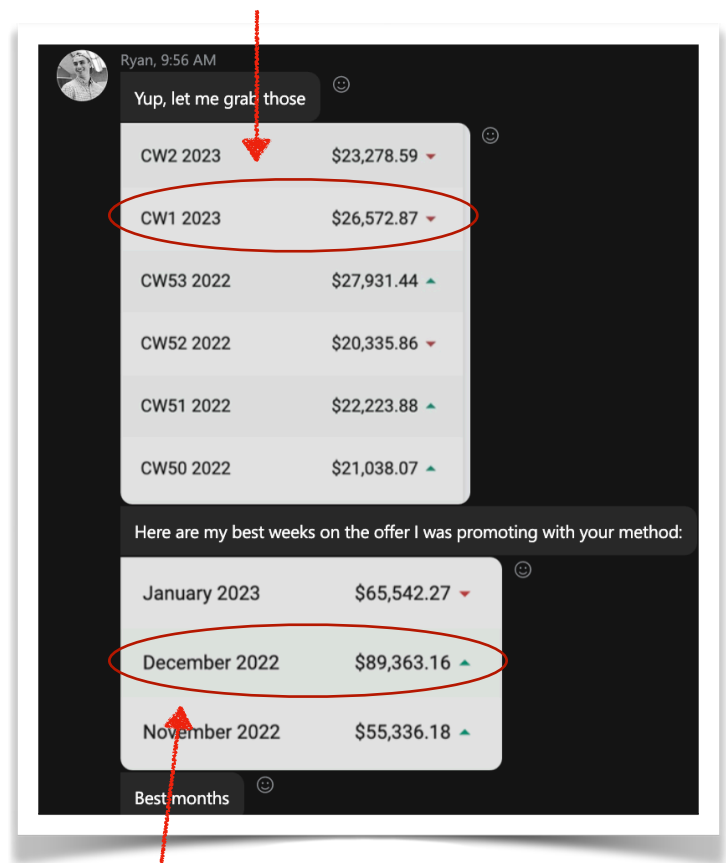 Ryan, 9:56 AM
Yup, let me grab those
CW2 2023 $23,278.59
CW1 2023 $26,572.87
CW53 2022 $27,931.44
CW52 2022 $20,335.86
CW51 2022 $22,223.88
CW50 2022 $21,038.07
Here are my best weeks on the offer I was promoting with your method:
January 2023 $65,542.27
December 2022 $89,363.16
November 2022 $55,336.18
Best months